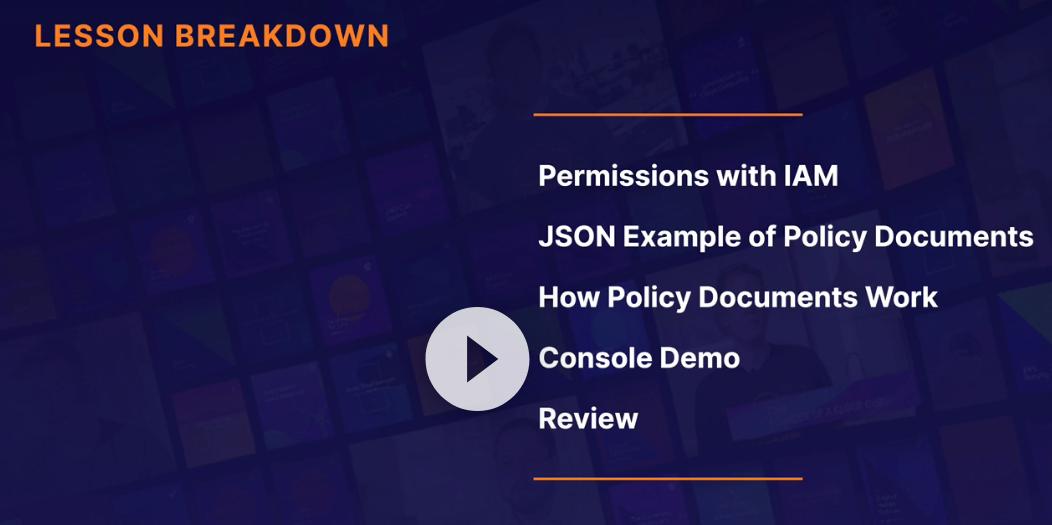 LESSON BREAKDOWN
Permissions with IAM
JSON Example of Policy Documents
How Policy Documents Work
Console Demo
Review